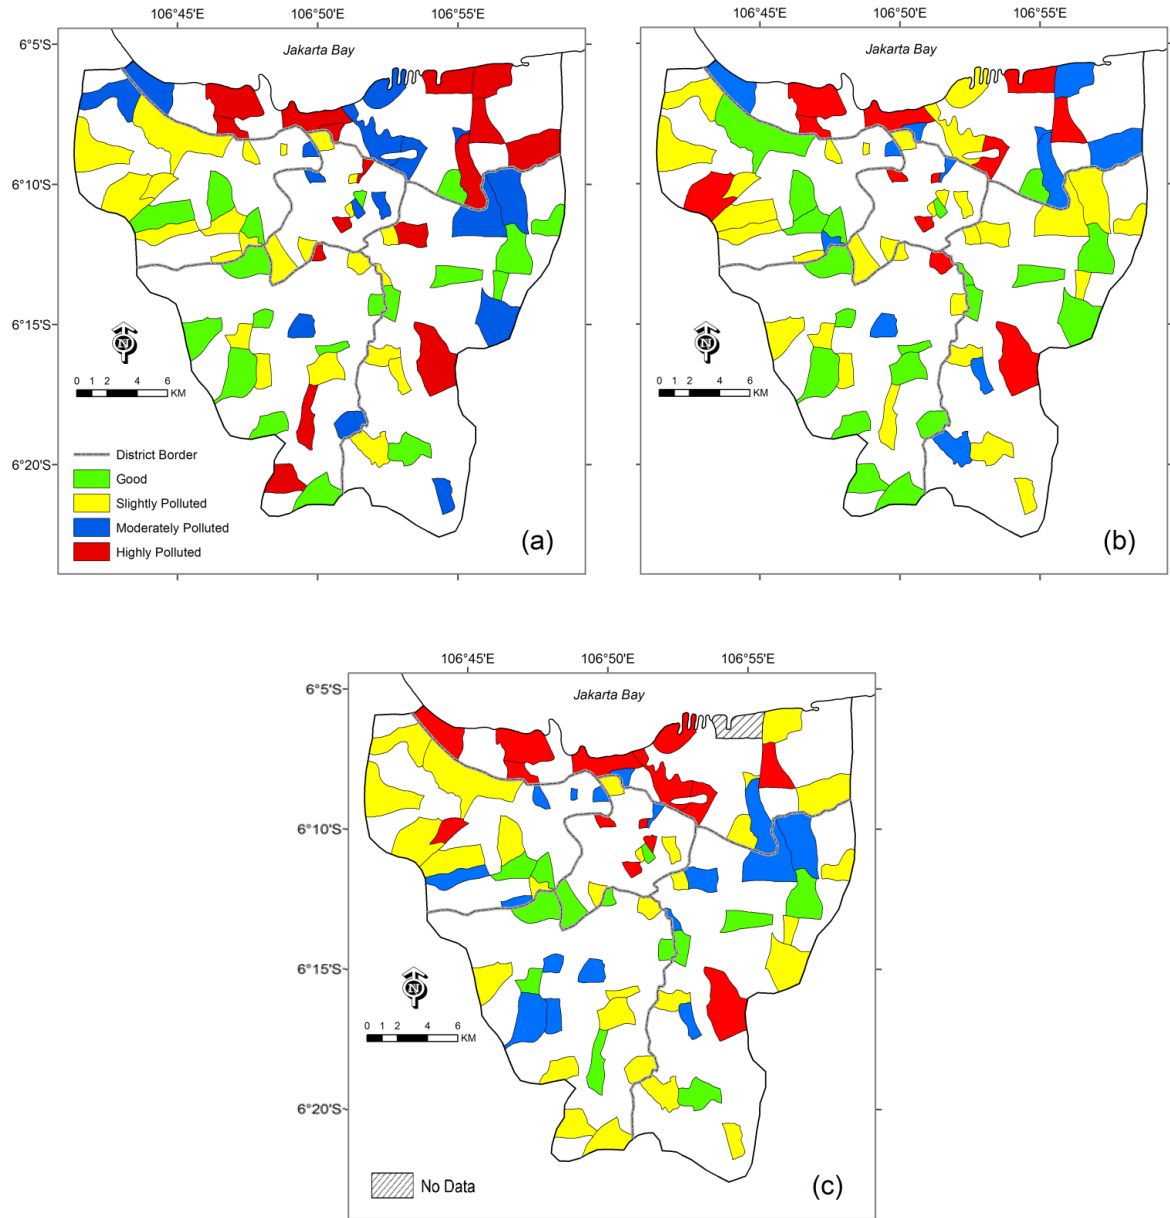 106°45'E 106°50'E 106°55'E
6°5'S
Jakarta Bay
6°10'S
6°15'S
N
0 1 2 4 6
KM
6°20'S
District Border
Good
Slightly Polluted
Moderately Polluted
Highly Polluted
(a)
106°45'E 106°50'E 106°55'E
Jakarta Bay
N
0 1 2 4 6
KM
(b)
106°45'E 106°50'E 106°55'E
6°5'S
Jakarta Bay
6°10'S
6°15'S
N
0 1 2 4 6
KM
6°20'S
No Data
(c)